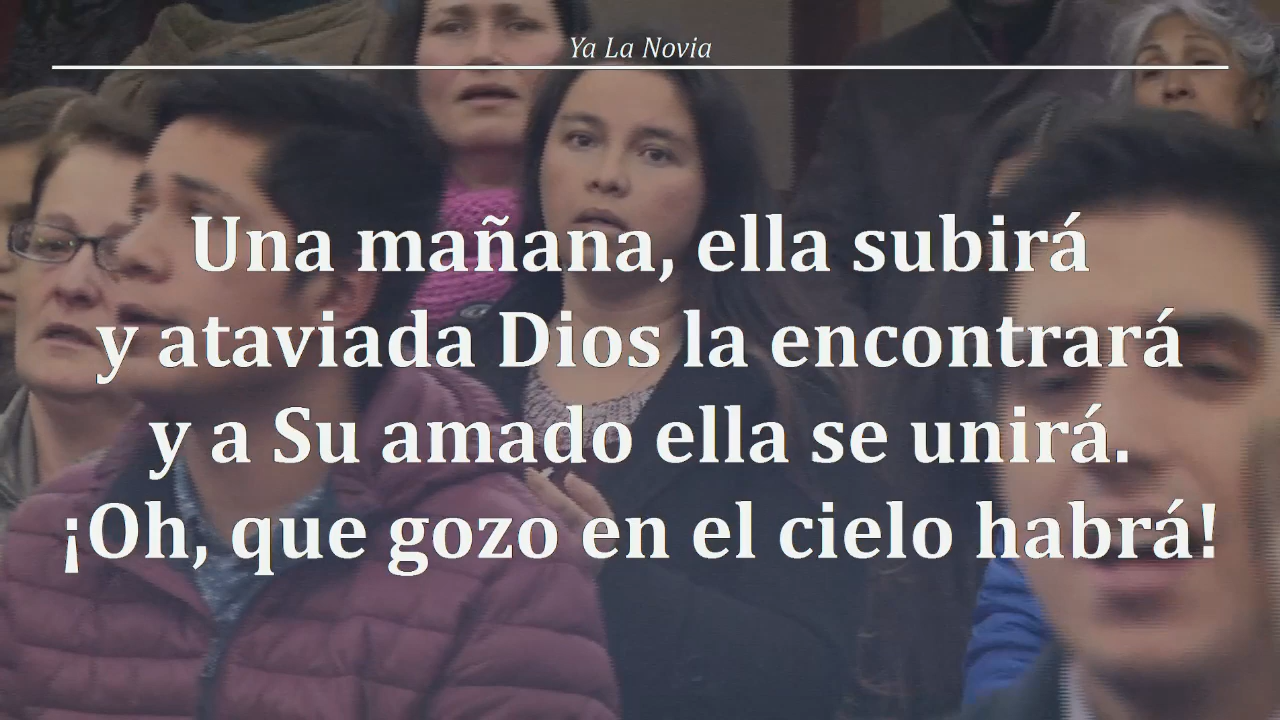 Ya La Novia
Una mañana, ella subirá
y ataviada Dios la encontrará
y a Su amado ella se unirá.
¡Oh, que gozo en el cielo habrá!